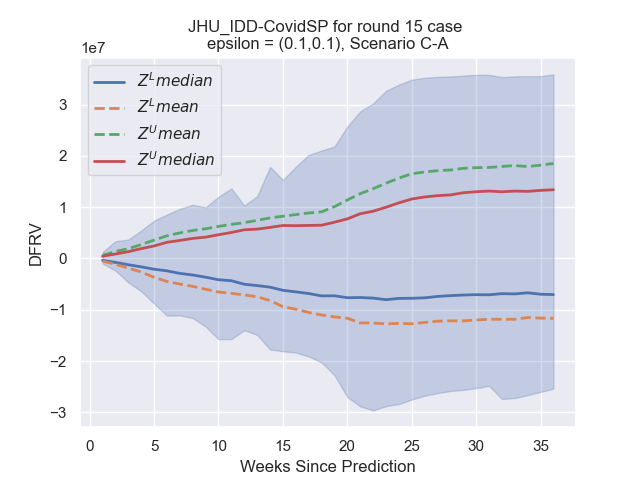 JHU_IDD-CovidSP for round 15 case
epsilon = (0.1,0.1), Scenario C-A
1e7
Z^L median
Z^L mean
Z^U mean
Z^U median
3
2
1
0
−1
−2
−3
DFRV
0 5 10 15 20 25 30 35
Weeks Since Prediction